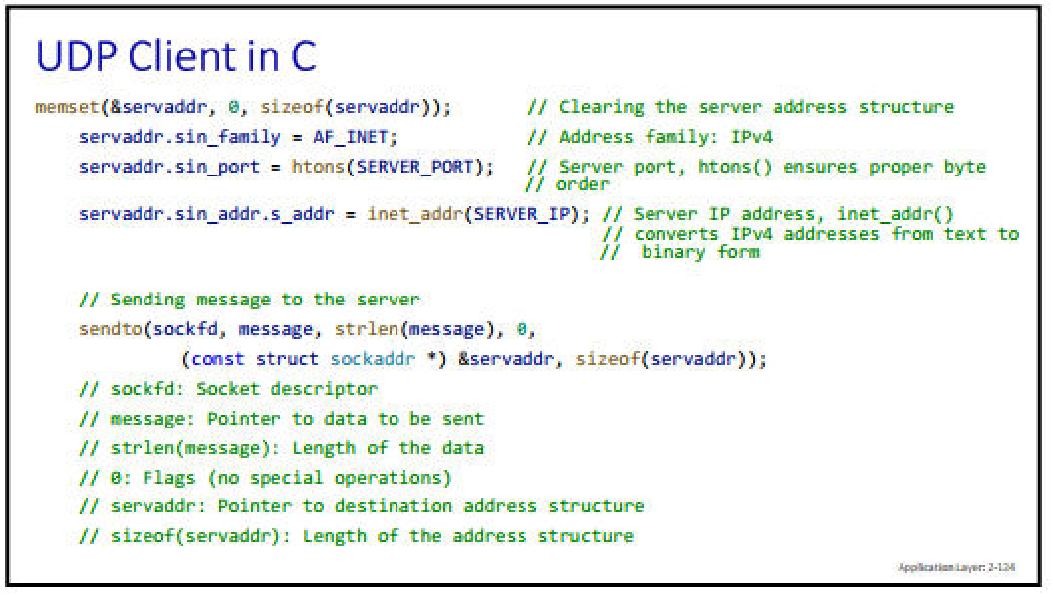 UDP Client in C
memset(&servaddr, 0, sizeof(servaddr)); // Clearing the server address structure
servaddr.sin_family = AF_INET; // Address family: IPv4
servaddr.sin_port = htons(SERVER_PORT); // Server port, htons() ensures proper byte
// order
servaddr.sin_addr.s_addr = inet_addr(SERVER_IP); // Server IP address, inet_addr()
// converts IPv4 addresses from text to
// binary form
// Sending message to the server
sendto(sockfd, message, strlen(message), 0,
(const struct sockaddr *) &servaddr, sizeof(servaddr));
// sockfd: Socket descriptor
// message: Pointer to data to be sent
// strlen(message): Length of the data
// 0: Flags (no special operations)
// servaddr: Pointer to destination address structure
// sizeof(servaddr): Length of the address structure
Application Layer: 2-124